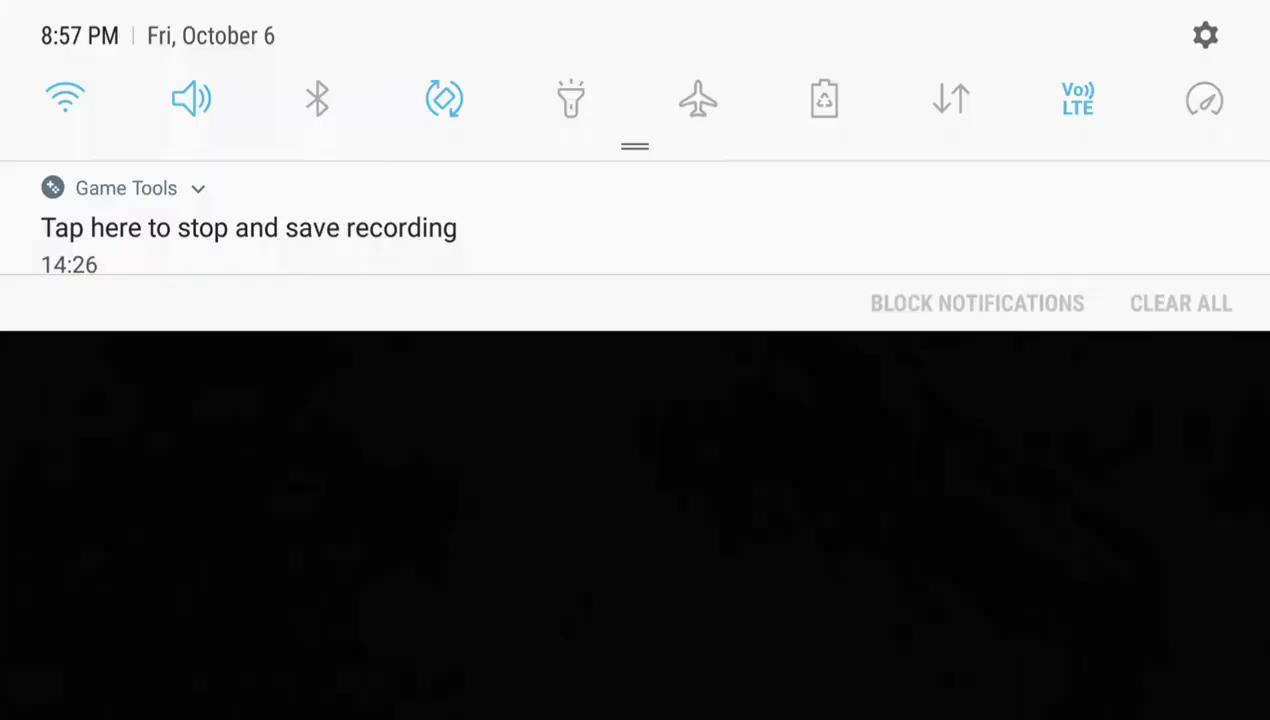 8:57 PM | Fri, October 6
Vo)) LTE
Game Tools
Tap here to stop and save recording
14:26
BLOCK NOTIFICATIONS CLEAR ALL